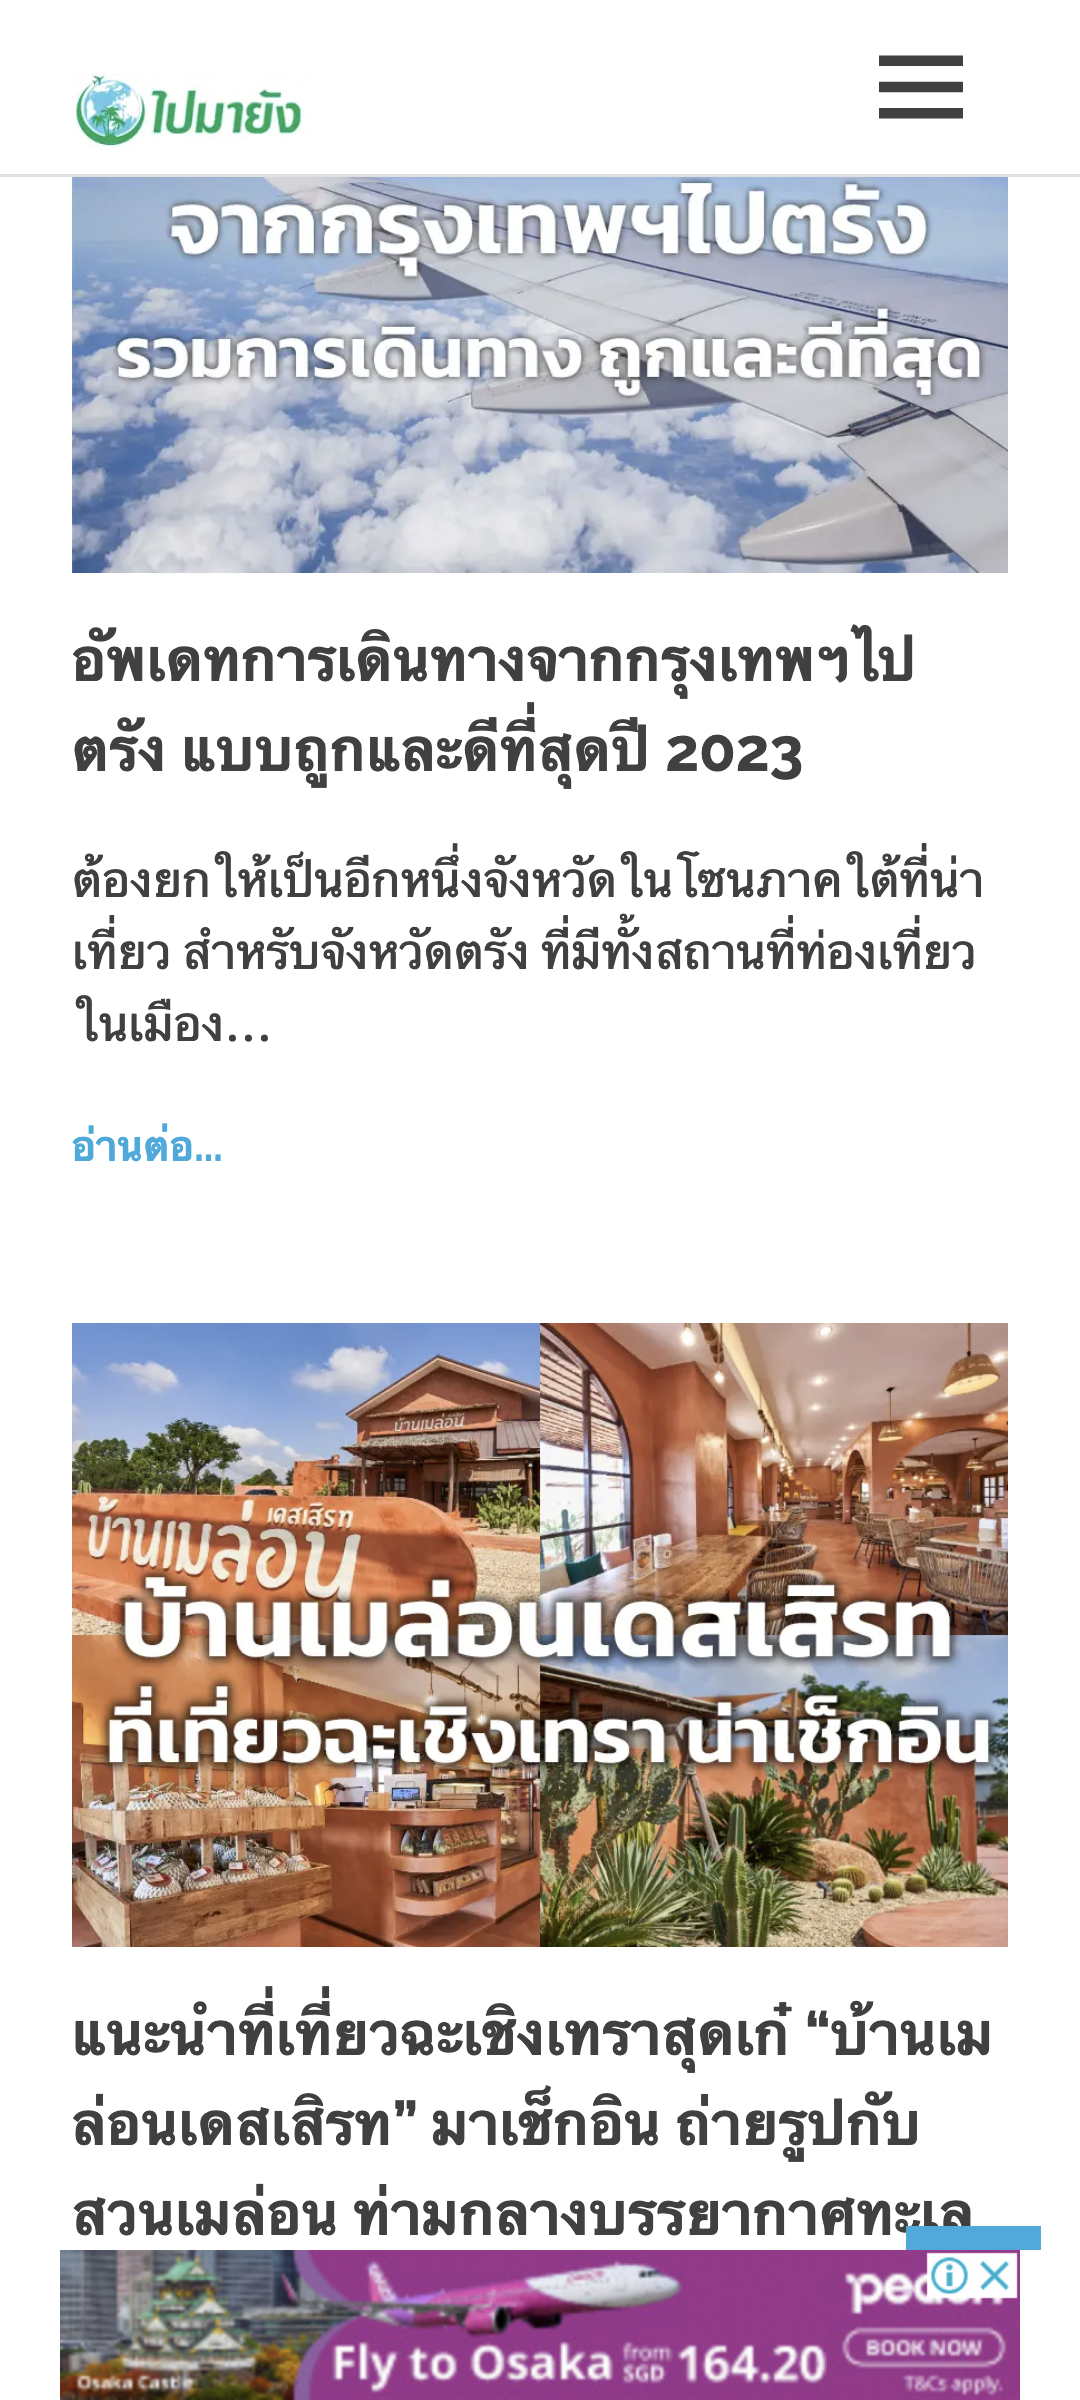 ไปมายัง
จากกรุงเทพฯไปตรัง
รวมการเดินทาง ถูกและดีที่สุด
อัพเดทการเดินทางจากกรุงเทพฯไป
ตรัง แบบถูกและดีที่สุดปี 2023
ต้องยกให้เป็นอีกหนึ่งจังหวัดในโซนภาคใต้ที่น่า
เที่ยว สำหรับจังหวัดตรัง ที่มีทั้งสถานที่ท่องเที่ยว
ในเมือง...
อ่านต่อ...
บ้านเมล่อน
เดสเสิรท
บ้านเมล่อน
บ้านเมล่อนเดสเสิรท
ที่เที่ยวฉะเชิงเทรา น่าเช็กอิน
แนะนำที่เที่ยวฉะเชิงเทราสุดเก๋ “บ้านเม
ล่อนเดสเสิรท” มาเช็กอิน ถ่ายรูปกับ
สวนเมล่อน ท่ามกลางบรรยากาศทะเล
Osaka Castle
Fly to Osaka from SGD 164.20
BOOK NOW
T&Cs apply.